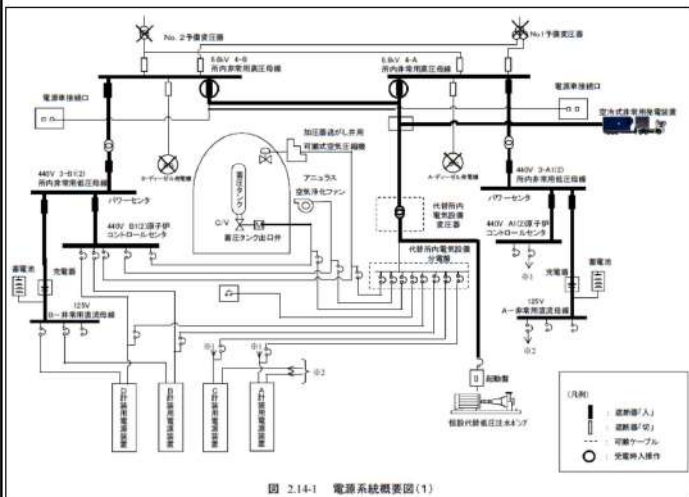 No. 2予備変圧器
No1予備変圧器
6.6kV 4-B
所内非常用高圧母線
6.6kV 4-A
所内非常用高圧母線
電源車接続口
電源車接続口
空冷式非常用発電装置
加圧器逃がし弁用
可搬式空気圧縮機
B-ディーゼル発電機
A-ディーゼル発電機
アニュラス
空気浄化ファン
蓄圧タンク
C/V
蓄圧タンク出口弁
440V 3-B1(2)
所内非常用低圧母線
パワーセンタ
440V 3-A1(2)
所内非常用低圧母線
パワーセンタ
440V B1(2)原子炉
コントロールセンタ
440V A1(2)原子炉
コントロールセンタ
代替所内
電気設備
変圧器
代替所内電気設備
分電盤
蓄電池
充電器
充電器
蓄電池
※1
125V
B-非常用直流母線
125V
A-非常用直流母線
※2
※1
※1
※2
D計装用電源装置
B計装用電源装置
C計装用電源装置
A計装用電源装置
起動盤
恒設代替低圧注水ポンプ
(凡例)
: 遮断器「入」
: 遮断器「切」
: 可搬ケーブル
: 受電時入操作
図 2.14-1 電源系統概要図(1)